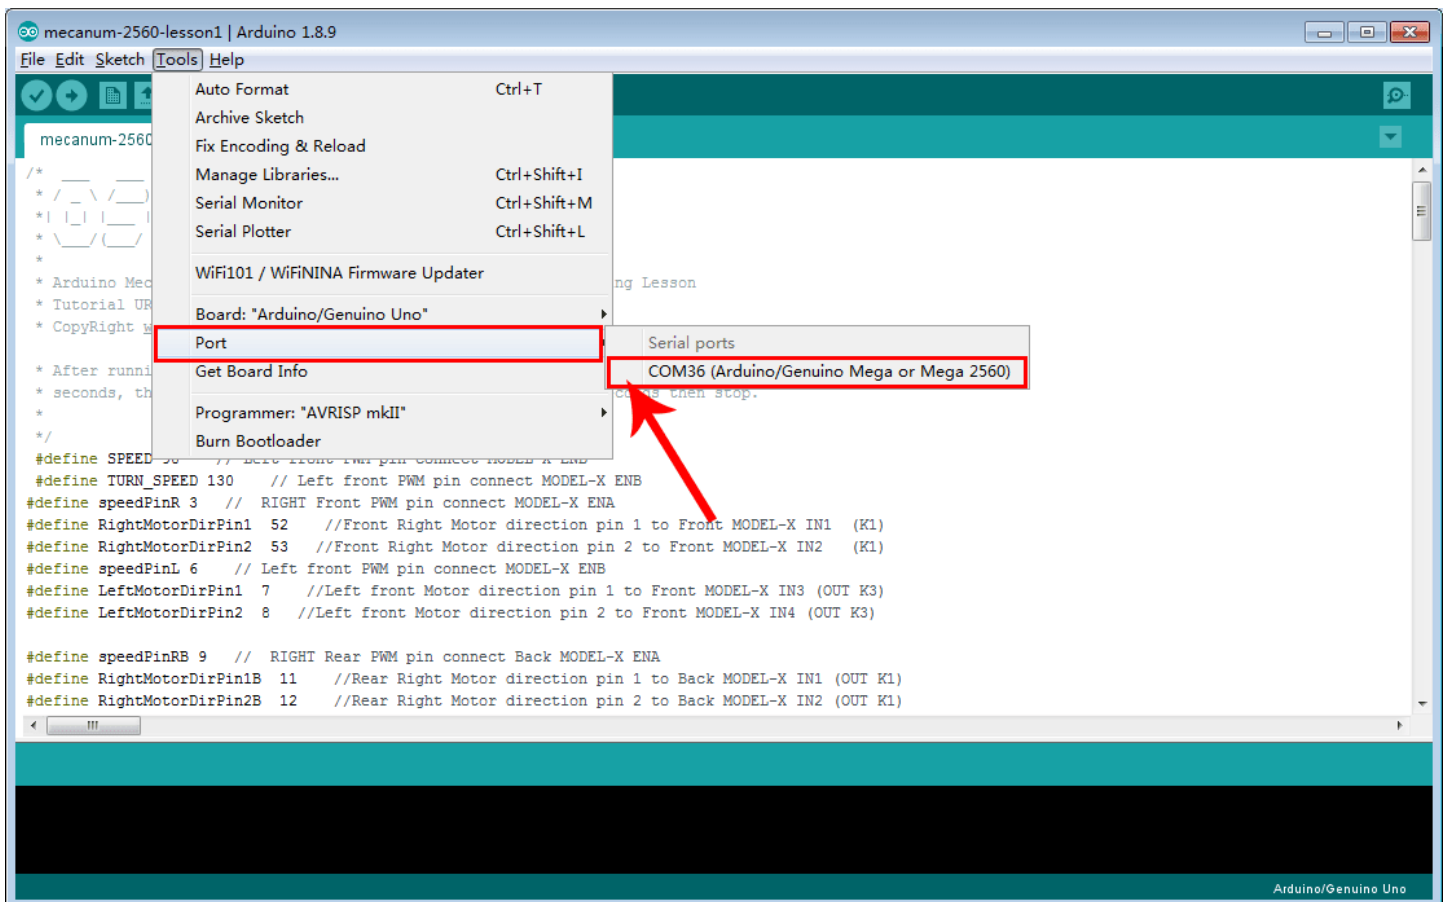 mecanum-2560-lesson1 | Arduino 1.8.9
File Edit Sketch Tools Help
Auto Format Ctrl+T
Archive Sketch
mecanum-2560
Fix Encoding & Reload
Manage Libraries... Ctrl+Shift+I
Serial Monitor Ctrl+Shift+M
Serial Plotter Ctrl+Shift+L
WiFi101 / WiFiNINA Firmware Updater
* Arduino Mec ng Lesson
* Tutorial UR
Board: "Arduino/Genuino Uno"
* CopyRight w
Port
Serial ports
* After runni
Get Board Info
COM36 (Arduino/Genuino Mega or Mega 2560)
* seconds, th conds then stop.
*
Programmer: "AVRISP mkII"
*/
Burn Bootloader
#define SPEED
#define TURN_SPEED 130 // Left front PWM pin connect MODEL-X ENB
#define speedPinR 3 // RIGHT Front PWM pin connect MODEL-X ENA
#define RightMotorDirPin1 52 //Front Right Motor direction pin 1 to Front MODEL-X IN1 (K1)
#define RightMotorDirPin2 53 //Front Right Motor direction pin 2 to Front MODEL-X IN2 (K1)
#define speedPinL 6 // Left front PWM pin connect MODEL-X ENB
#define LeftMotorDirPin1 7 //Left front Motor direction pin 1 to Front MODEL-X IN3 (OUT K3)
#define LeftMotorDirPin2 8 //Left front Motor direction pin 2 to Front MODEL-X IN4 (OUT K3)
#define speedPinRB 9 // RIGHT Rear PWM pin connect Back MODEL-X ENA
#define RightMotorDirPin1B 11 //Rear Right Motor direction pin 1 to Back MODEL-X IN1 (OUT K1)
#define RightMotorDirPin2B 12 //Rear Right Motor direction pin 2 to Back MODEL-X IN2 (OUT K1)
Arduino/Genuino Uno